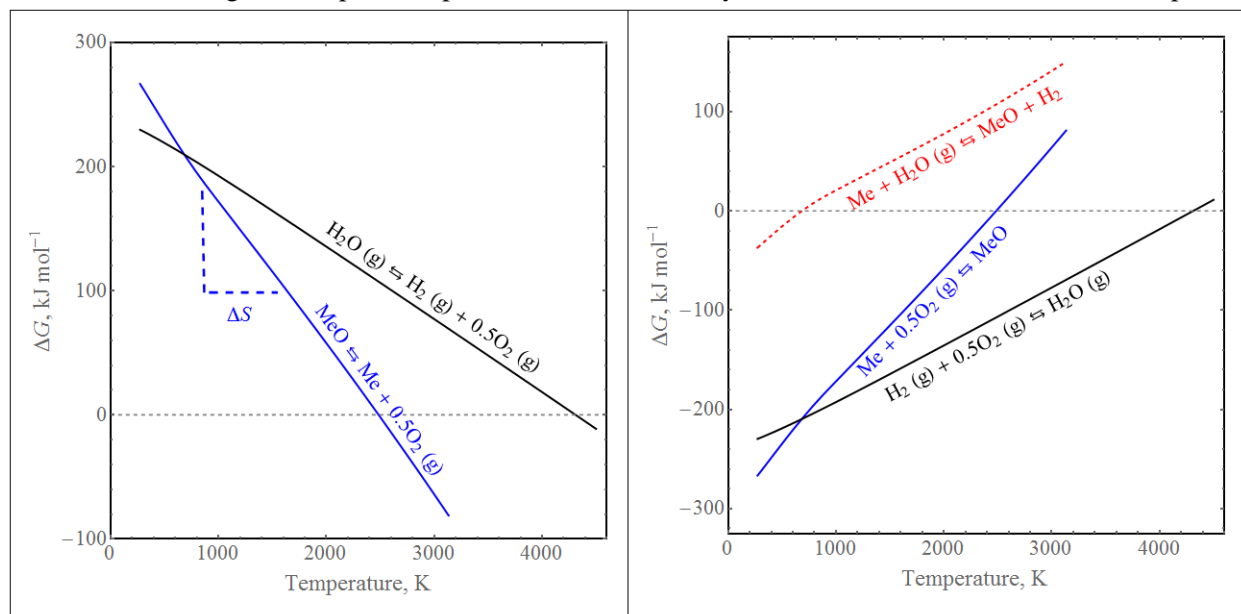 300
200
100
0
−100
0
1000
2000
3000
4000
ΔG, kJ mol⁻¹
Temperature, K
ΔS
H₂O (g) ⇆ H₂ (g) + 0.5O₂ (g)
MeO ⇆ Me + 0.5O₂ (g)
100
0
−100
−200
−300
0
1000
2000
3000
4000
ΔG, kJ mol⁻¹
Temperature, K
Me + H₂O (g) ⇆ MeO + H₂
Me + 0.5O₂ (g) ⇆ MeO
H₂ (g) + 0.5O₂ (g) ⇆ H₂O (g)